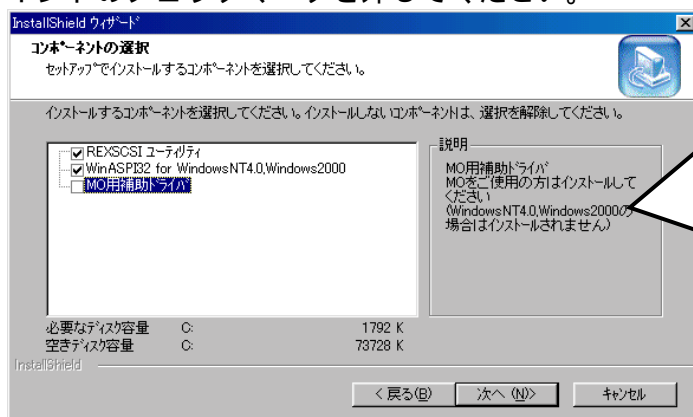 InstallShield ウィザード
コンポーネントの選択
セットアップでインストールするコンポーネントを選択してください。
インストールするコンポーネントを選択してください。インストールしないコンポーネントは、選択を解除してください。
REXSCSI ユーティリティ
WinASPI32 for WindowsNT4.0,Windows2000
MO用補助ドライバ
説明
MO用補助ドライバ
MOをご使用の方はインストールして
ください
(WindowsNT4.0,Windows2000の
場合はインストールされません)
必要なディスク容量 C: 1792 K
空きディスク容量 C: 73728 K
InstallShield
< 戻る(B) 次へ (N)> キャンセル